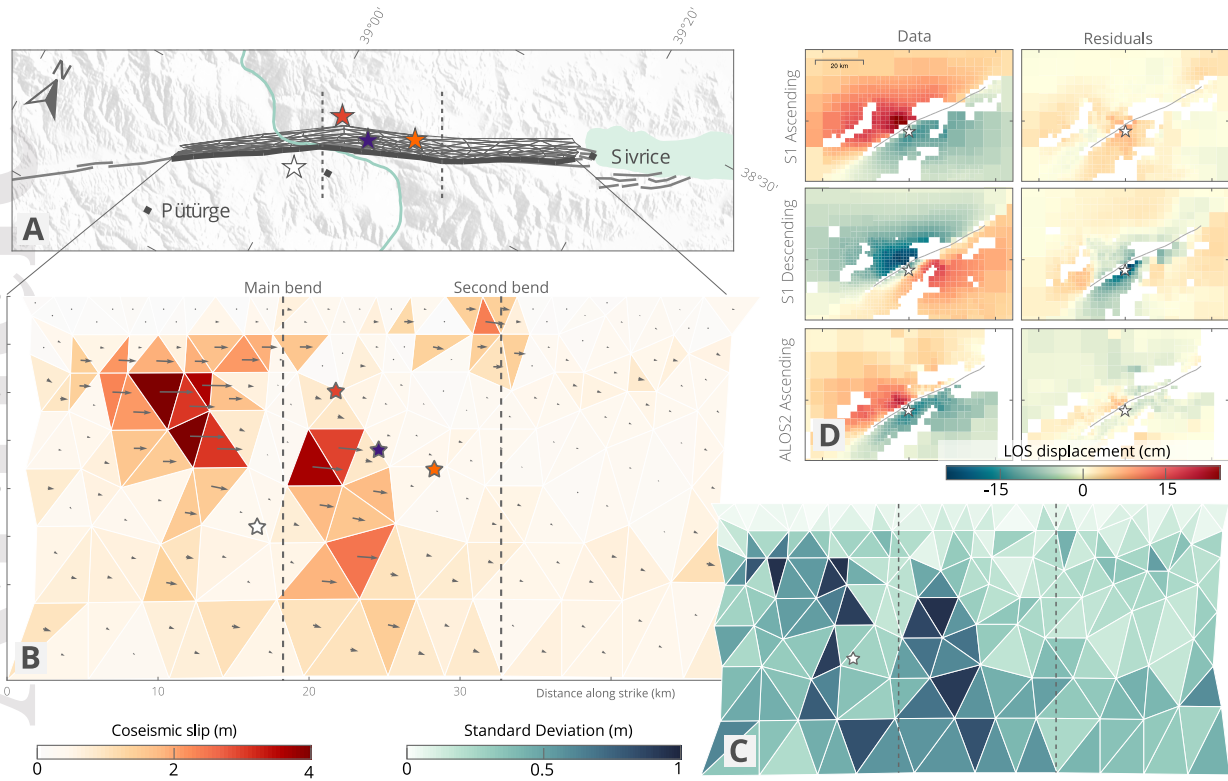 39°00'
39°20'
N
Sivrice
38°30'
Pütürge
A
Data
Residuals
20 km
S1 Ascending
S1 Descending
ALOS2 Ascending
D
LOS displacement (cm)
-15
0
15
Main bend
Second bend
B
0
10
20
30
Distance along strike (km)
C
Coseismic slip (m)
0
2
4
Standard Deviation (m)
0
0.5
1